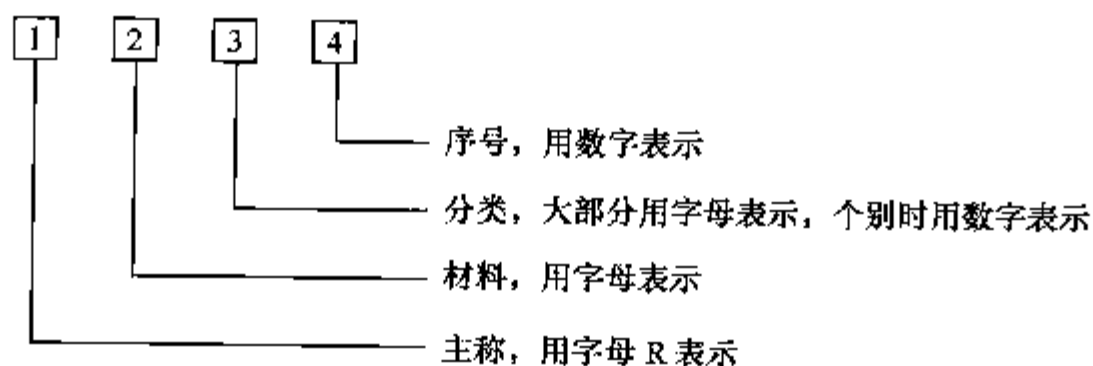 1 2 3 4
序号，用数字表示
分类，大部分用字母表示，个别时用数字表示
材料，用字母表示
主称，用字母 R 表示